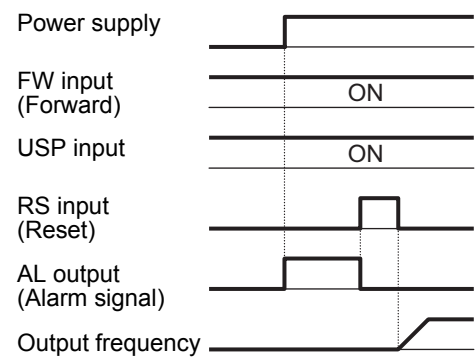 Power supply
FW input
(Forward)
ON
USP input
ON
RS input
(Reset)
AL output
(Alarm signal)
Output frequency